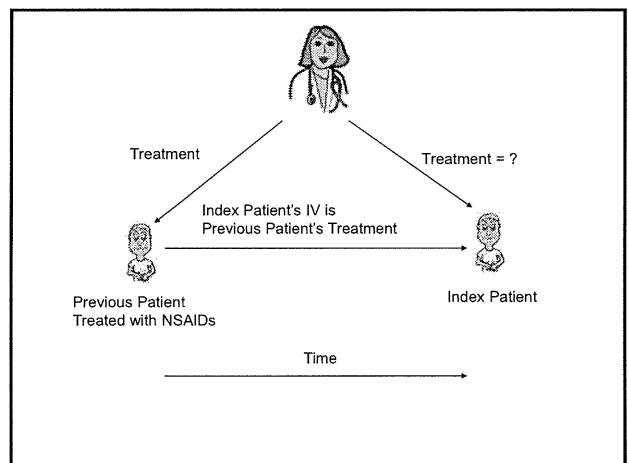 Treatment
Treatment = ?
Index Patient's IV is
Previous Patient's Treatment
Previous Patient
Treated with NSAIDs
Index Patient
Time